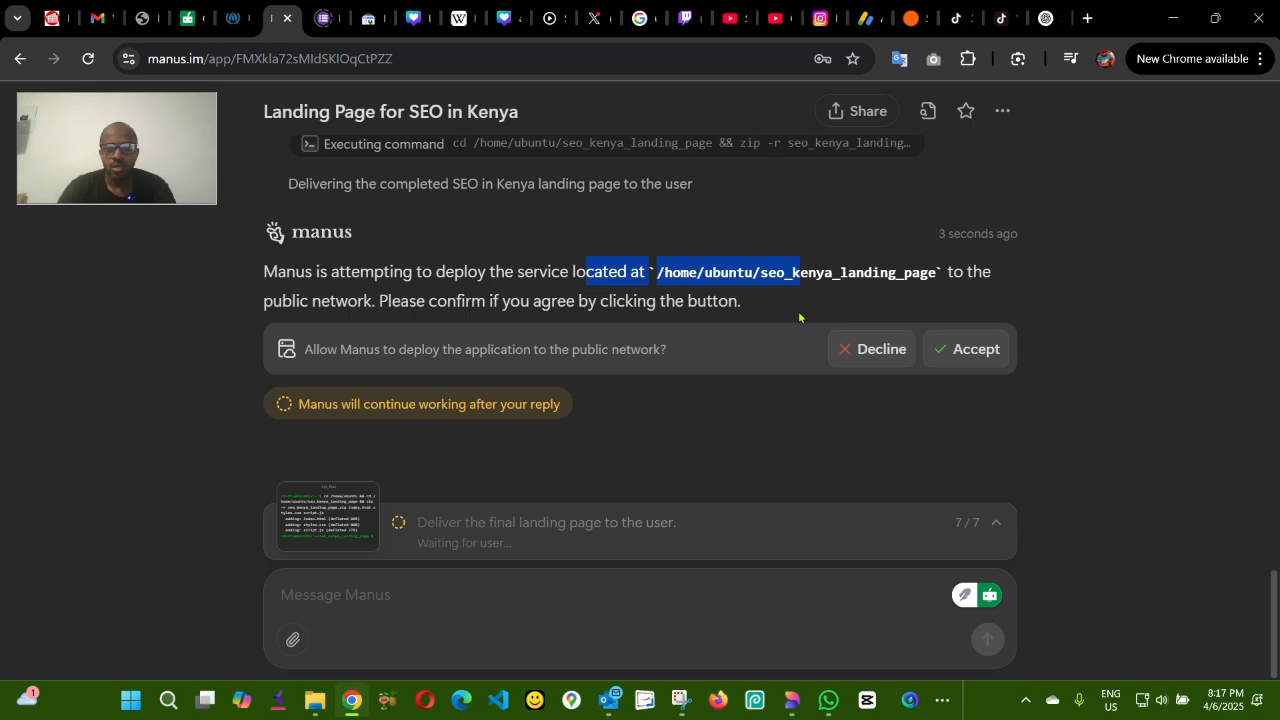 manus.im/app/FMXkla72sMIdSKIOqCtPZZ
New Chrome available
Landing Page for SEO in Kenya
Share
Executing command cd /home/ubuntu/seo_kenya_landing_page && zip -r seo_kenya_landing…
Delivering the completed SEO in Kenya landing page to the user
manus
3 seconds ago
Manus is attempting to deploy the service located at `/home/ubuntu/seo_kenya_landing_page` to the
public network. Please confirm if you agree by clicking the button.
Allow Manus to deploy the application to the public network?
Decline
Accept
Manus will continue working after your reply
Deliver the final landing page to the user.
7 / 7
Waiting for user...
Message Manus
1
ENG
US
8:17 PM
4/6/2025